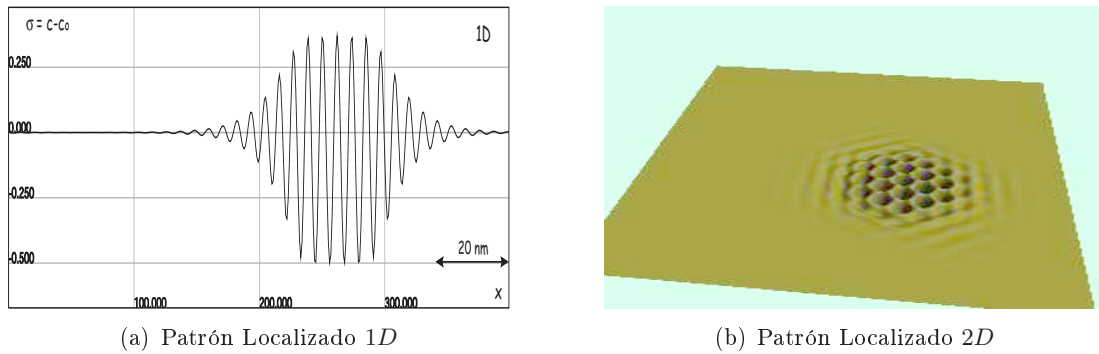 σ = c-c₀
1D
0.250
0.000
-0.250
-0.500
20 nm
100.000
200.000
300.000
x
(a) Patrón Localizado 1D
(b) Patrón Localizado 2D